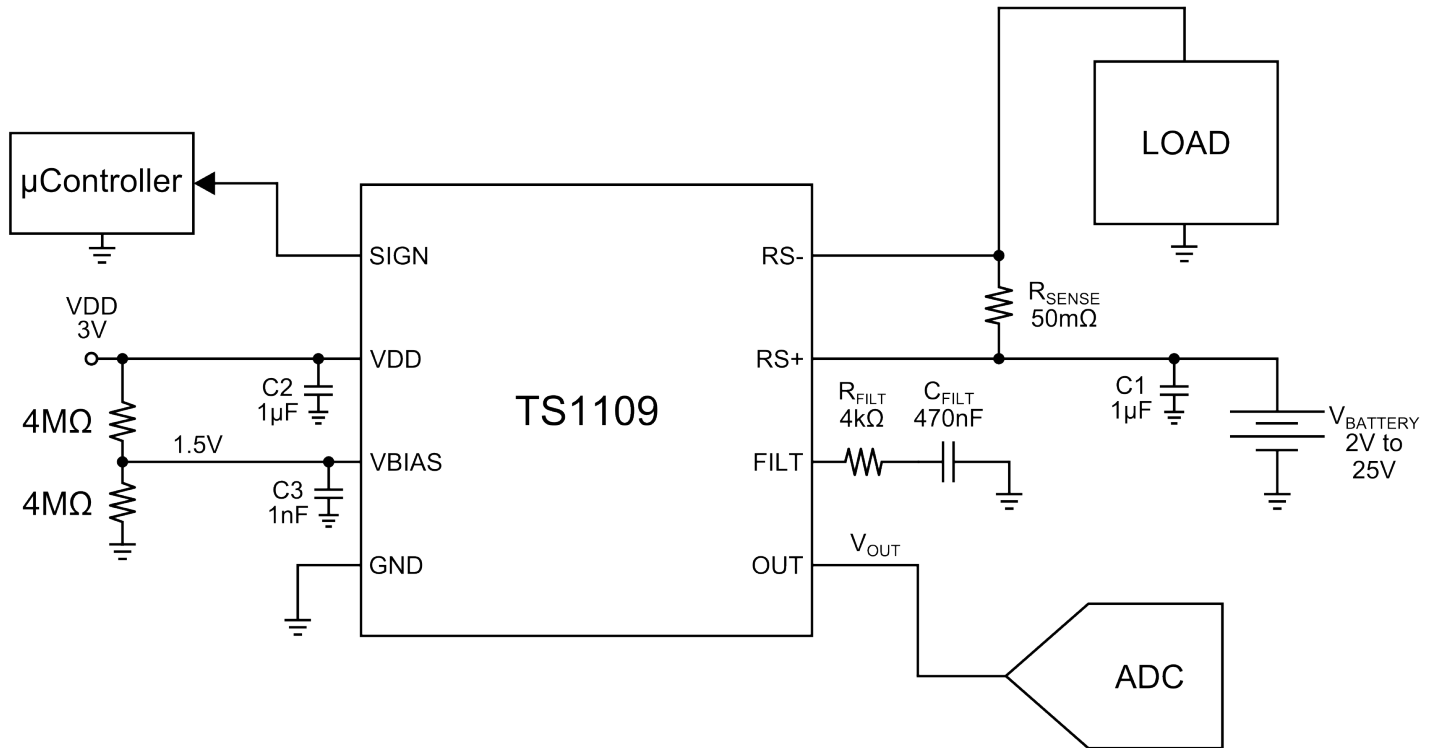 LOAD
µController
SIGN
RS-
RSENSE
50mΩ
VDD
3V
VDD
RS+
C2
1µF
TS1109
RFILT
4kΩ
CFILT
470nF
C1
1µF
4MΩ
1.5V
VBIAS
FILT
VBATTERY
2V to
25V
4MΩ
C3
1nF
GND
OUT
VOUT
ADC